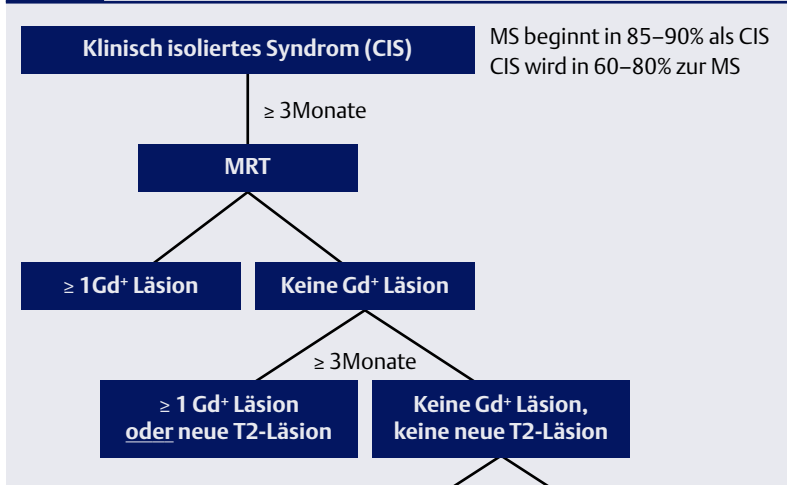 Klinisch isoliertes Syndrom (CIS)
MS beginnt in 85–90% als CIS
CIS wird in 60–80% zur MS
≥ 3Monate
MRT
≥ 1Gd⁺ Läsion
Keine Gd⁺ Läsion
≥ 3Monate
≥ 1 Gd⁺ Läsion
oder neue T2-Läsion
Keine Gd⁺ Läsion,
keine neue T2-Läsion